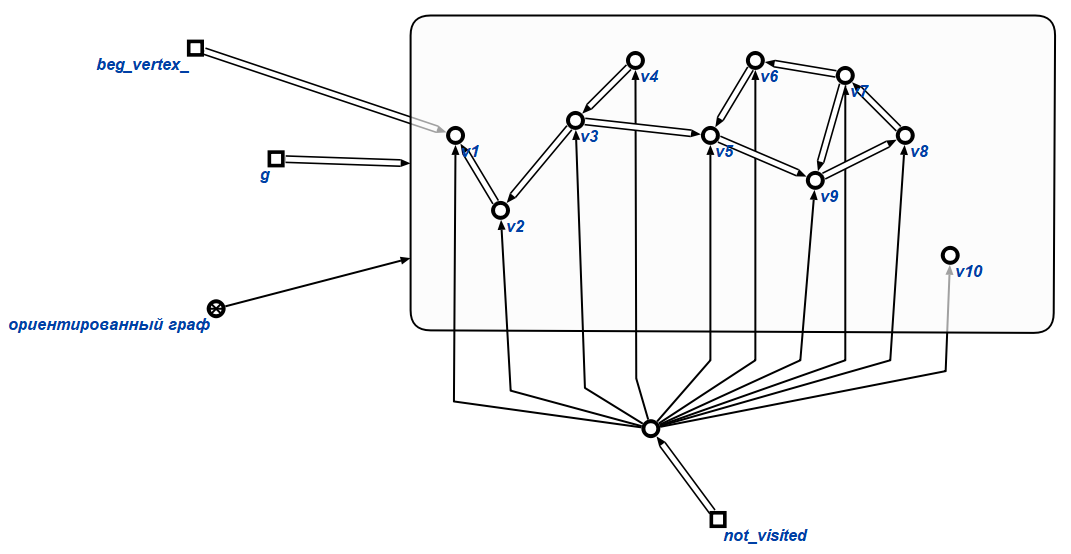 beg_vertex_
v4
v6
v7
v3
v1
v5
v8
g
v9
v2
v10
ориентированный граф
not_visited